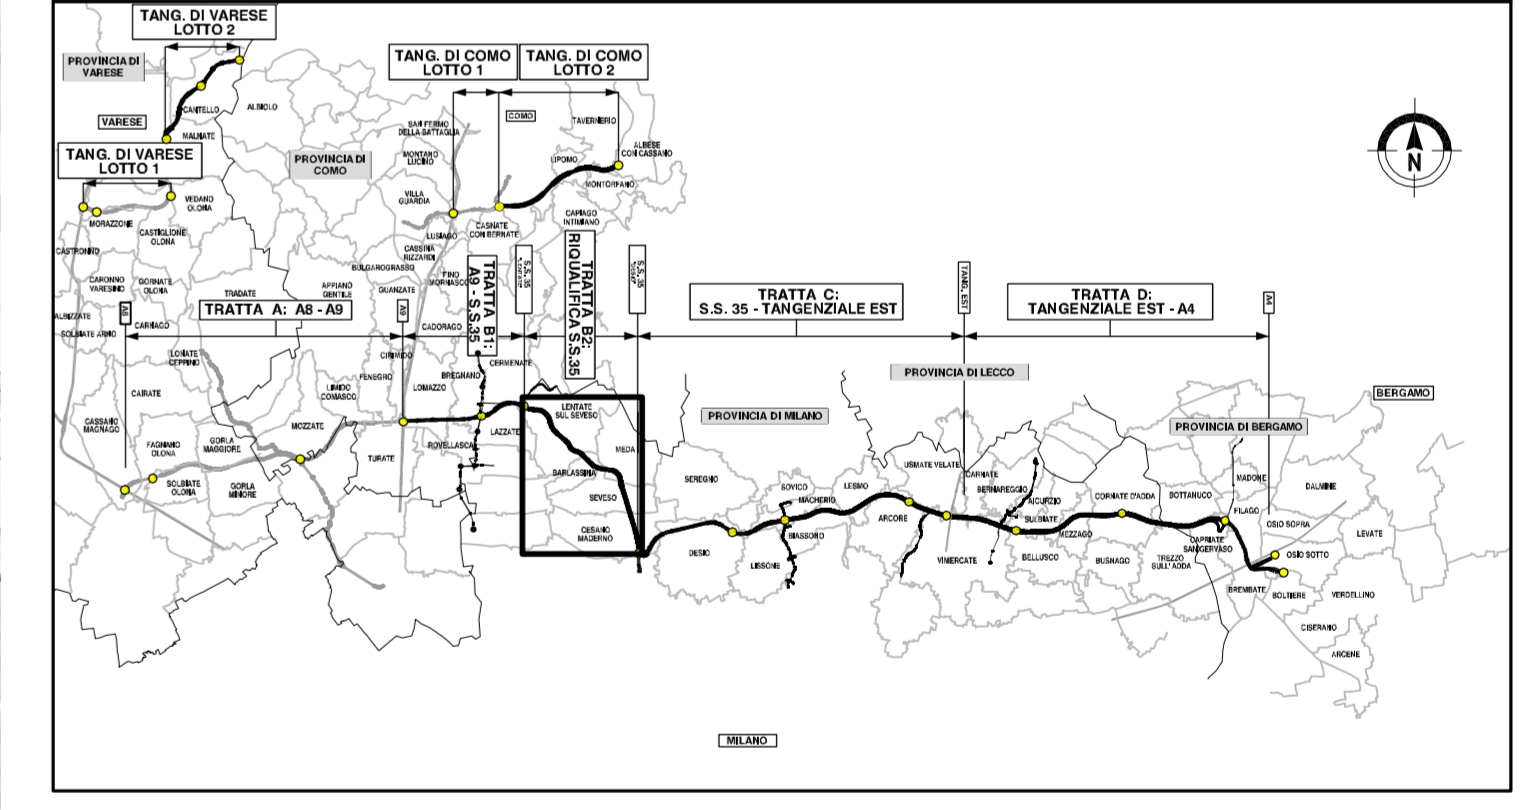 TANG. DI VARESE
LOTTO 2
PROVINCIA DI
VARESE
CANTELLO
ALBIOLO
VARESE
MALNATE
TANG. DI VARESE
LOTTO 1
PROVINCIA DI
COMO
TANG. DI COMO
LOTTO 1
TANG. DI COMO
LOTTO 2
COMO
TAVERNERIO
SAN FERMO
DELLA BATTAGLIA
ALBESE
CON CASSANO
LIPOMO
MONTANO
LUCINO
MONTORFANO
VILLA
GUARDIA
CAPIAGO
INTIMIANO
VEDANO
OLONA
MORAZZONE
CASTIGLIONE
OLONA
LUISAGO
CASNATE
CON BERNATE
N
CASTRONNO
CASSINA
RIZZARDI
BULGAROGRASSO
FINO
MORNASCO
CARONNO
VARESINO
GORNATE
OLONA
TRADATE
APPIANO
GENTILE
GUANZATE
ALBIZZATE
SOLBIATE ARNO
CARNAGO
A8
TRATTA A: A8 - A9
A9
CADORAGO
TRATTA B1:
A9 - S.S.35
S.S. 35
TRATTA B2:
RIQUALIFICA S.S.35
S.S. 35
TRATTA C:
S.S. 35 - TANGENZIALE EST
TANG. EST
TRATTA D:
TANGENZIALE EST - A4
A4
LONATE
CEPPINO
CIRIMIDO
FENEGRO
CERMENATE
BREGNANO
LOMAZZO
LIMIDO
COMASCO
CAIRATE
PROVINCIA DI LECCO
BERGAMO
PROVINCIA DI MILANO
PROVINCIA DI BERGAMO
CASSANO
MAGNAGO
FAGNANO
OLONA
GORLA
MAGGIORE
MOZZATE
TURATE
ROVELLASCA
LAZZATE
LENTATE
SUL SEVESO
MEDA
BARLASSINA
SEVESO
CESANO
MADERNO
SOLBIATE
OLONA
GORLA
MINORE
SEREGNO
SOVICO
MACHERIO
LESMO
USMATE VELATE
CARNATE
BERNAREGGIO
AICURZIO
SULBIATE
CORNATE D'ADDA
BOTTANUCO
MADONE
DALMINE
FILAGO
OSIO SOPRA
LEVATE
DESIO
BIASSONO
LISSONE
ARCORE
VIMERCATE
BELLUSCO
MEZZAGO
BUSNAGO
TREZZO
SULL'ADDA
CAPRIATE
SAN GERVASO
OSIO SOTTO
BREMBATE
BOLTIERE
VERDELLINO
CISERANO
ARCENE
MILANO